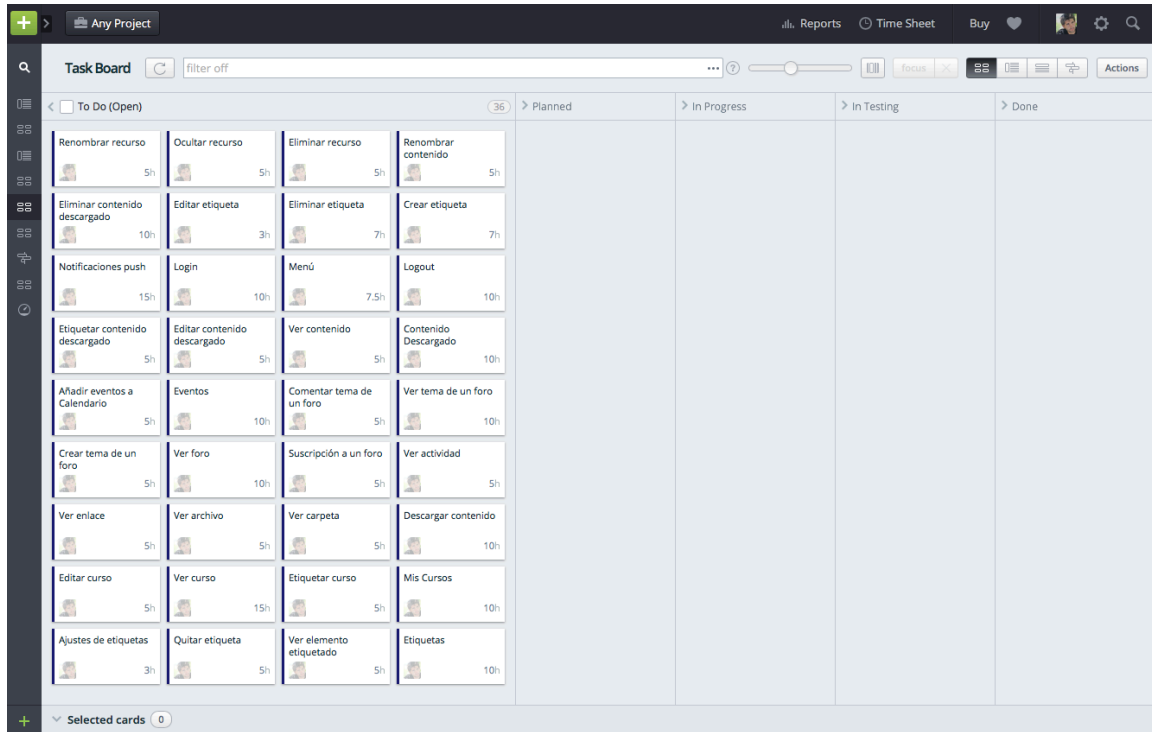 Any Project
Reports
Time Sheet
Buy
Task Board
filter off
focus
Actions
To Do (Open)
36
Planned
In Progress
In Testing
Done
Renombrar recurso
5h
Ocultar recurso
5h
Eliminar recurso
5h
Renombrar
contenido
5h
Eliminar contenido
descargado
10h
Editar etiqueta
3h
Eliminar etiqueta
7h
Crear etiqueta
7h
Notificaciones push
15h
Login
10h
Menú
7.5h
Logout
10h
Etiquetar contenido
descargado
5h
Editar contenido
descargado
5h
Ver contenido
5h
Contenido
Descargado
10h
Añadir eventos a
Calendario
5h
Eventos
10h
Comentar tema de
un foro
5h
Ver tema de un foro
10h
Crear tema de un
foro
5h
Ver foro
10h
Suscripción a un foro
5h
Ver actividad
5h
Ver enlace
5h
Ver archivo
5h
Ver carpeta
5h
Descargar contenido
10h
Editar curso
5h
Ver curso
15h
Etiquetar curso
5h
Mis Cursos
10h
Ajustes de etiquetas
3h
Quitar etiqueta
5h
Ver elemento
etiquetado
5h
Etiquetas
10h
Selected cards
0